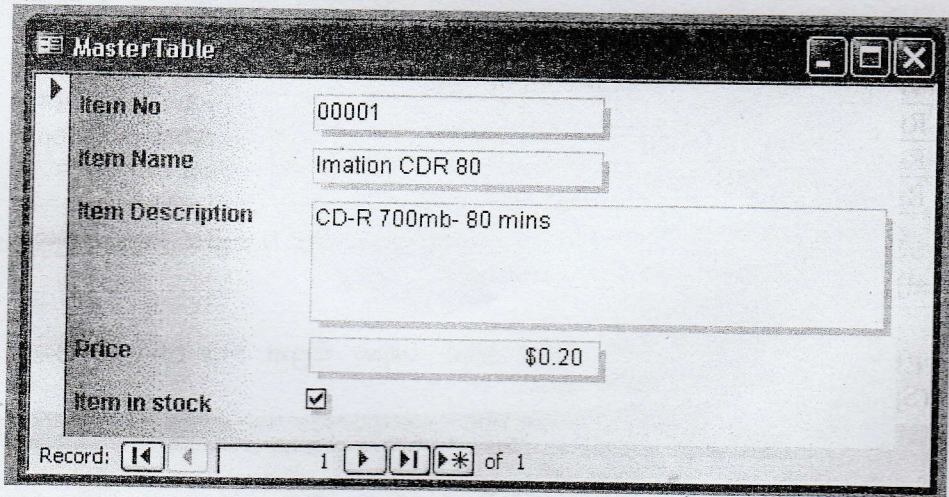 MasterTable
Item No 00001
Item Name Imation CDR 80
Item Description CD-R 700mb- 80 mins
Price $0.20
Item in stock
Record: 1 of 1